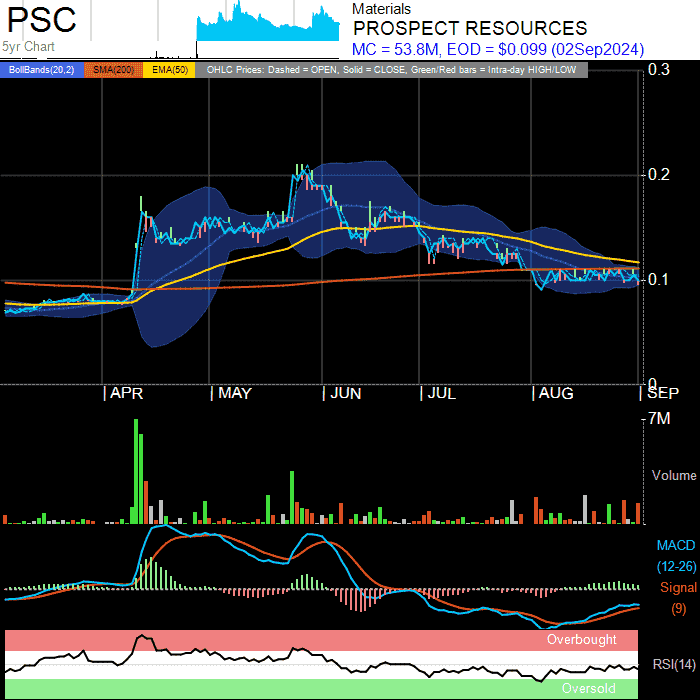 PSC
5yr Chart
Materials
PROSPECT RESOURCES
MC = 53.8M, EOD = $0.099 (02Sep2024)
BollBands(20,2) SMA(200) EMA(50) OHLC Prices: Dashed = OPEN, Solid = CLOSE, Green/Red bars = Intra-day HIGH/LOW
0.3
0.2
0.1
0
APR MAY JUN JUL AUG SEP
7M
Volume
MACD
(12-26)
Signal
(9)
Overbought
RSI(14)
Oversold